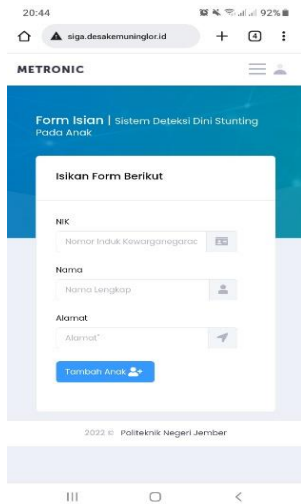 20:44
92%
siga.desakemuninglor.id
4
METRONIC
Form Isian | Sistem Deteksi Dini Stunting
Pada Anak
Isikan Form Berikut
NIK
Nomor Induk Kewarganegarac
Nama
Nama Lengkap
Alamat
Alamat"
Tambah Anak
2022 © Politeknik Negeri Jember